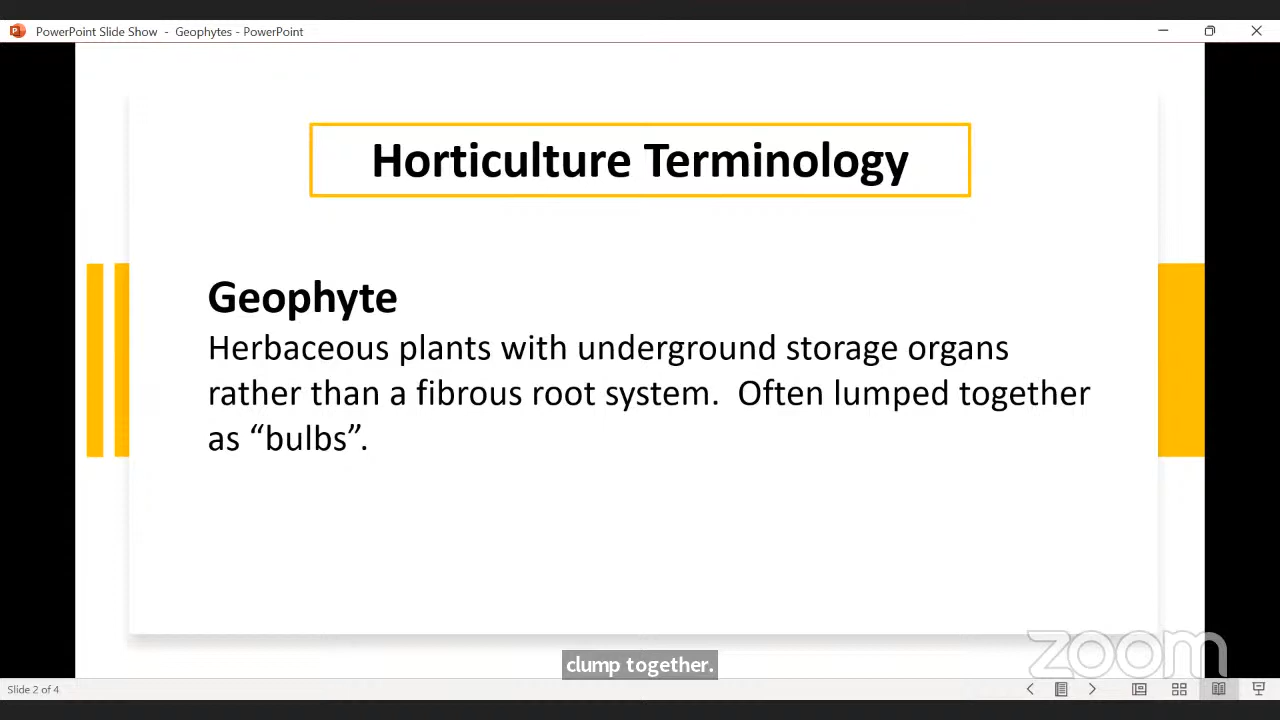 PowerPoint Slide Show - Geophytes - PowerPoint
Horticulture Terminology
Geophyte
Herbaceous plants with underground storage organs
rather than a fibrous root system.  Often lumped together
as “bulbs”.
zoom
clump together.
Slide 2 of 4